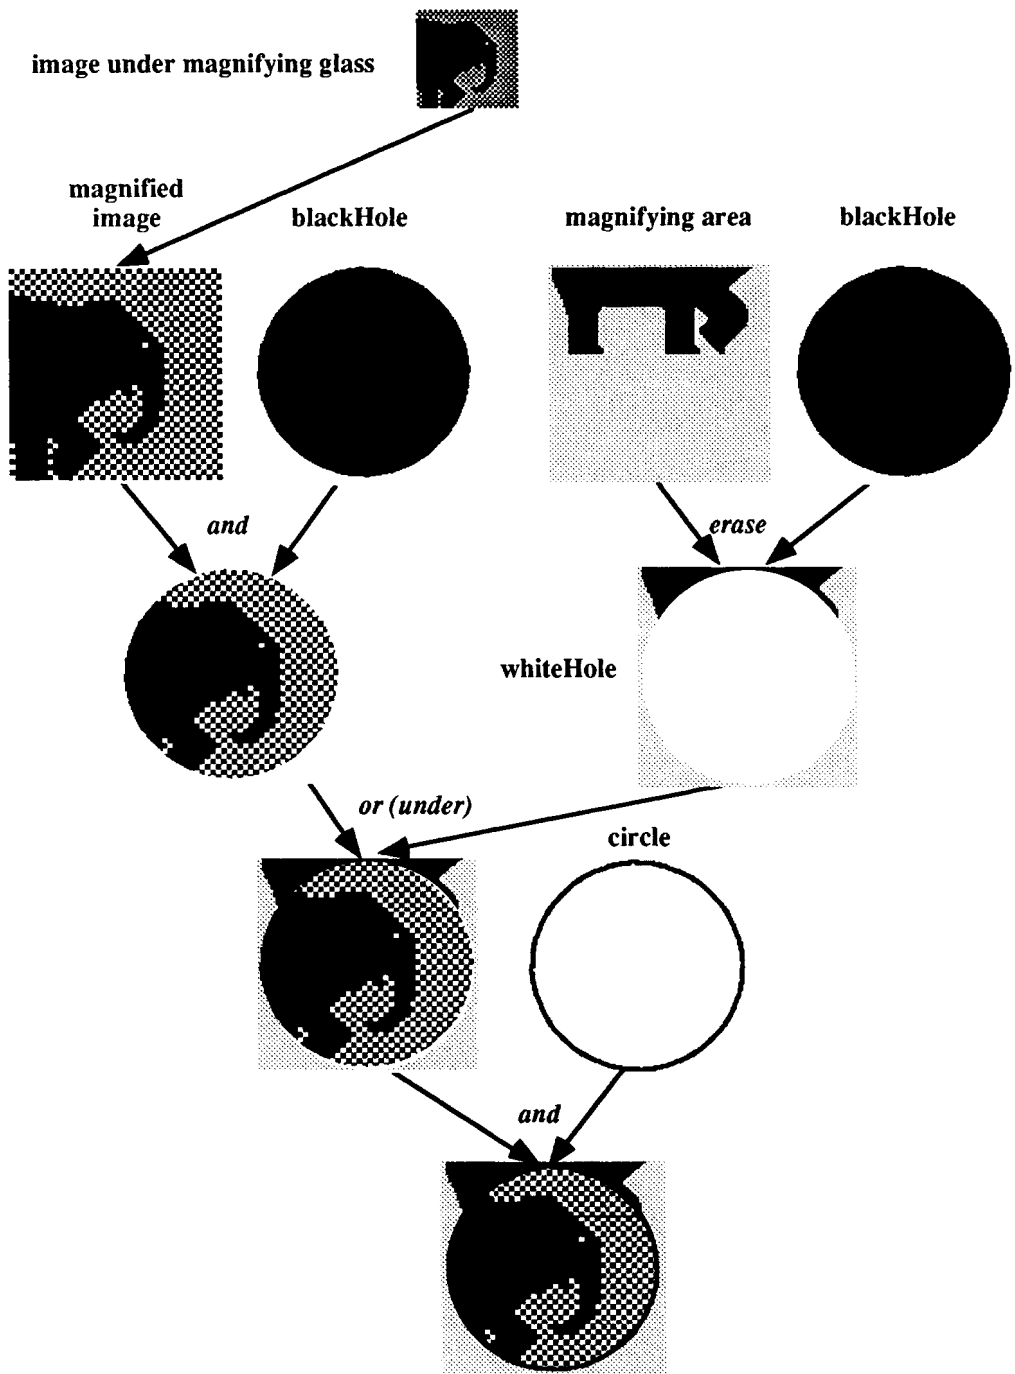 image under magnifying glass
magnified
image
blackHole
magnifying area
blackHole
and
erase
whiteHole
or (under)
circle
and